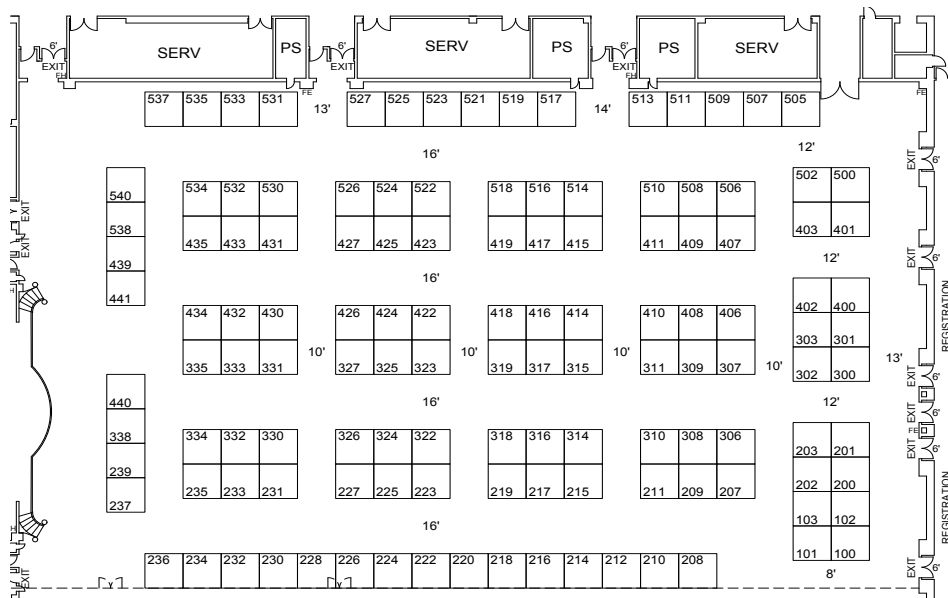 SERV PS SERV PS PS SERV
6' 6' 6'
EXIT EXIT EXIT
FH FH
FE FE
537 535 533 531 13' 527 525 523 521 519 517 14' 513 511 509 507 505
16' 12'
EXIT 6'
540 534 532 530 526 524 522 518 516 514 510 508 506 502 500
EXIT
538 435 433 431 427 425 423 419 417 415 411 409 407 403 401
EXIT
439 16' 12' EXIT 6'
441
434 432 430 426 424 422 418 416 414 410 408 406 402 400
REGISTRATION
303 301
10' 10' 10' 10' 13'
335 333 331 327 325 323 319 317 315 311 309 307 302 300
EXIT 6'
440 16' 12'
EXIT 6'
338 334 332 330 326 324 322 318 316 314 310 308 306 203 201
FE
EXIT 6'
239 235 233 231 227 225 223 219 217 215 211 209 207 202 200
237
REGISTRATION
16' 103 102
236 234 232 230 228 226 224 222 220 218 216 214 212 210 208 101 100
EXIT 8' EXIT 6'